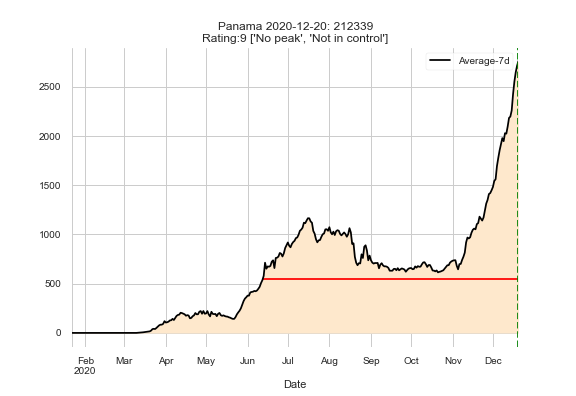 Panama 2020-12-20: 212339
Rating:9 ['No peak', 'Not in control']
Average-7d
2500
2000
1500
1000
500
0
Feb Mar Apr May Jun Jul Aug Sep Oct Nov Dec
2020
Date